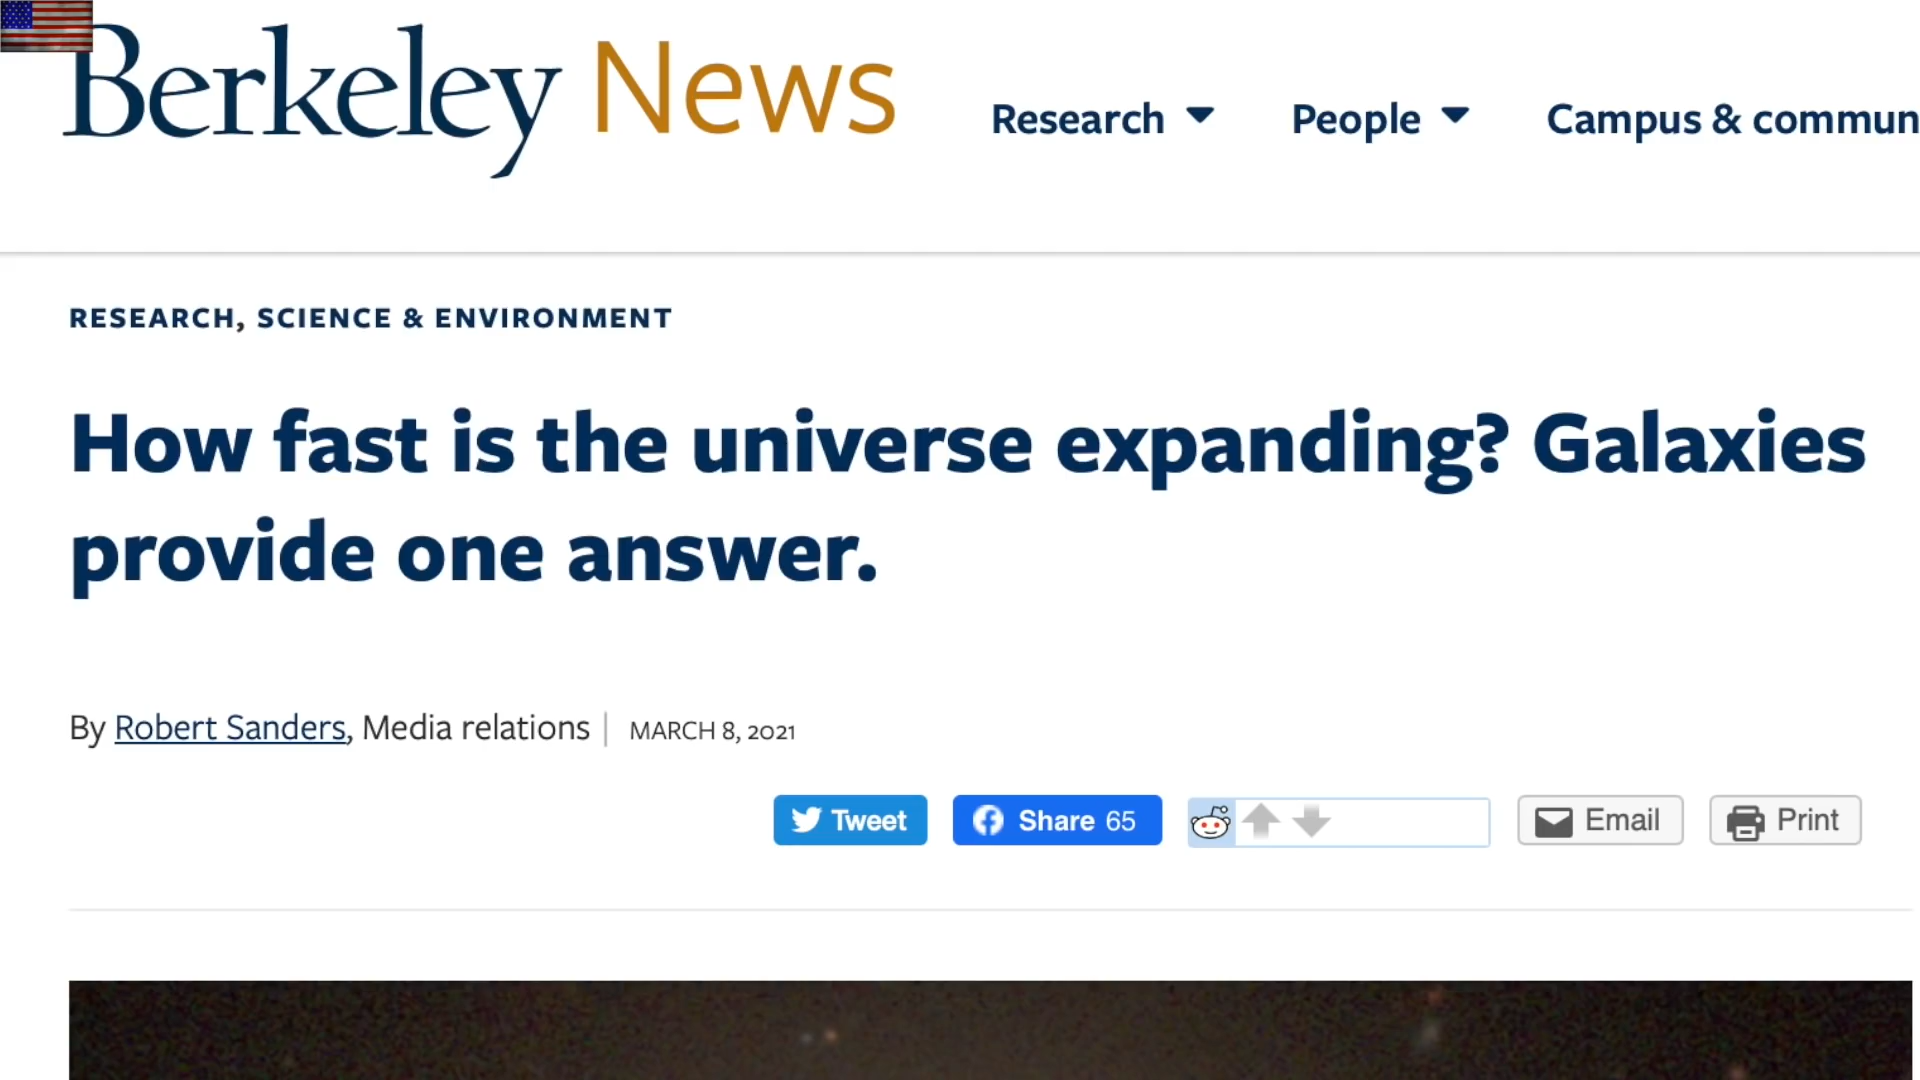 Berkeley News
Research People Campus & commun
RESEARCH, SCIENCE & ENVIRONMENT
How fast is the universe expanding? Galaxies
provide one answer.
By Robert Sanders, Media relations | MARCH 8, 2021
Tweet Share 65 Email Print